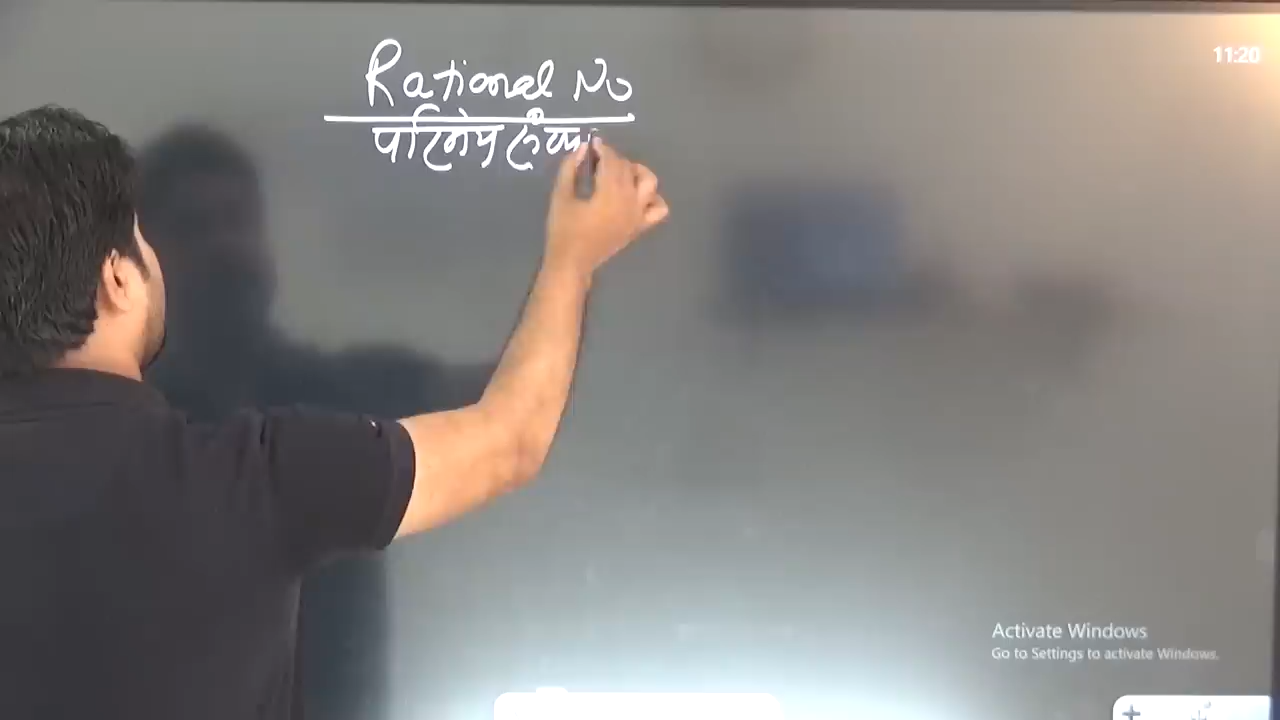 11:20
Rational No
परिमेय संख्या
Activate Windows
Go to Settings to activate Windows.